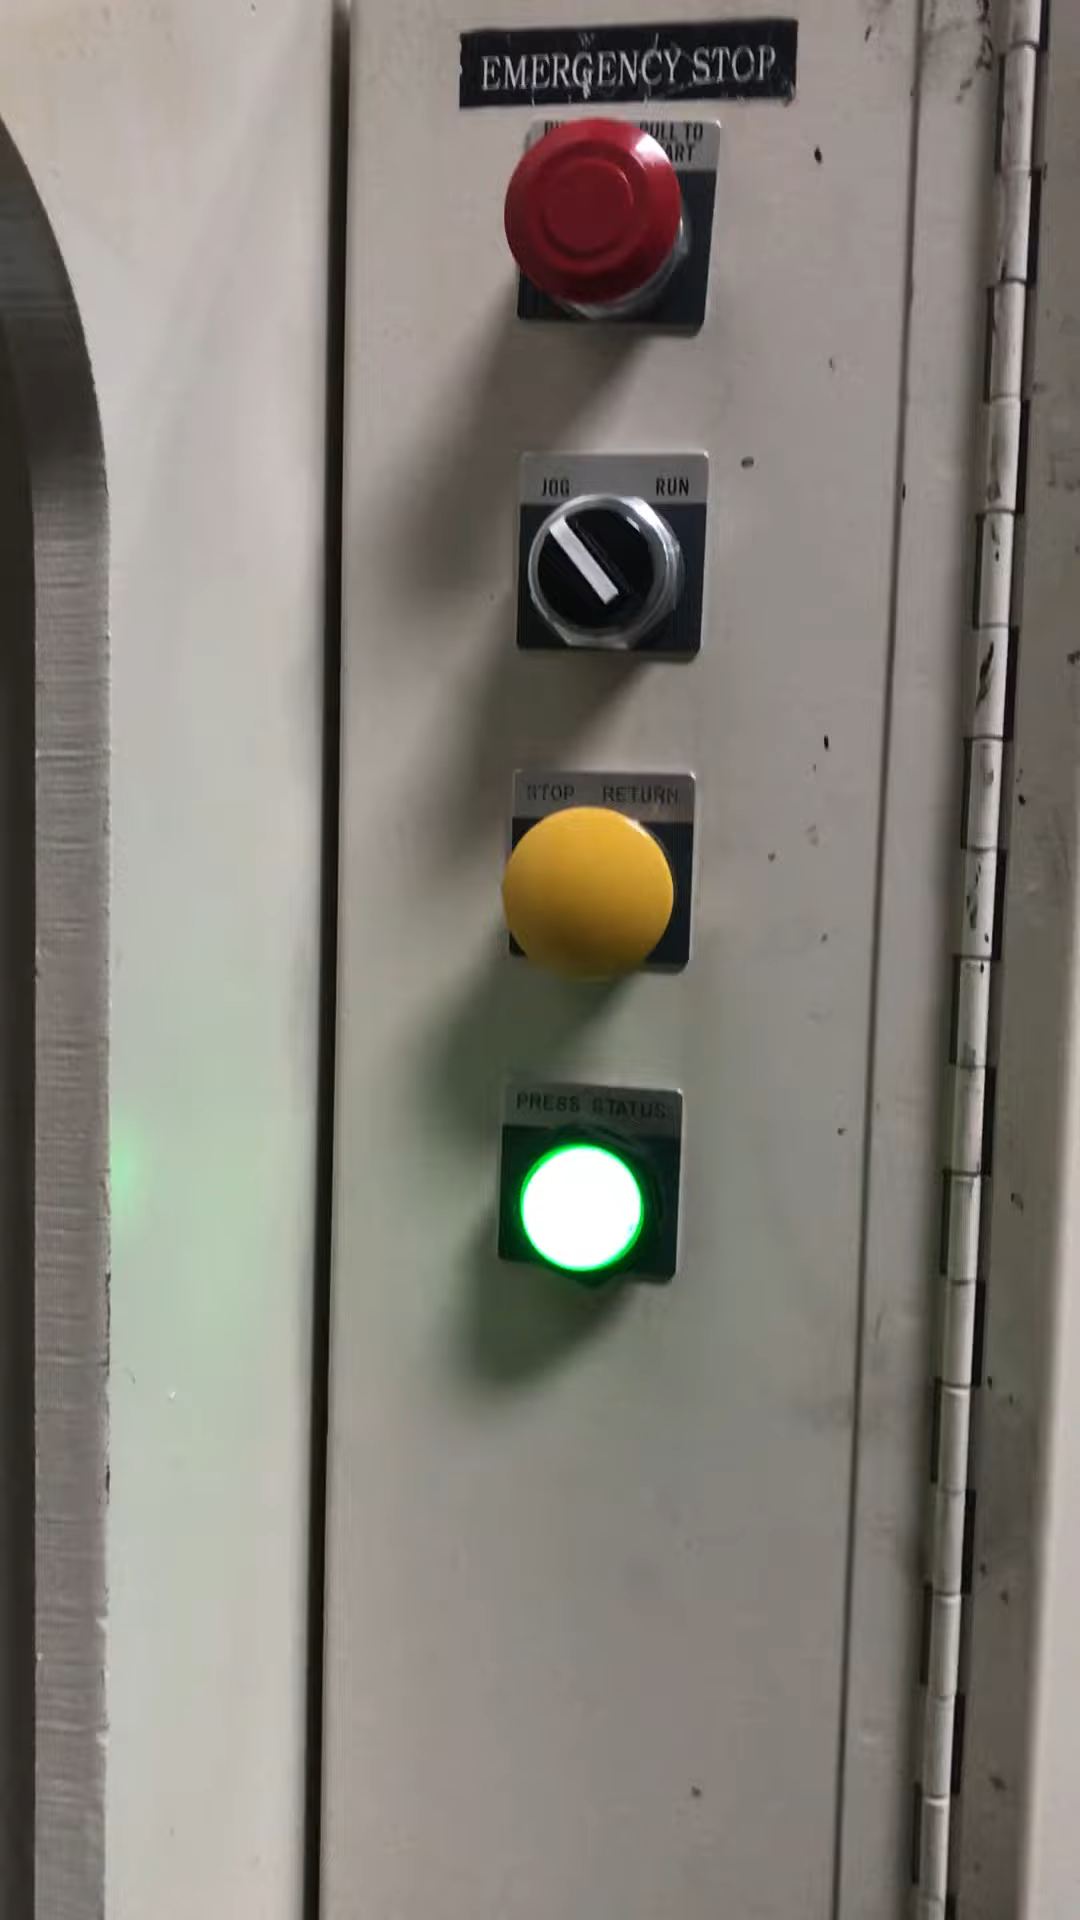 EMERGENCY STOP
PULL TO
JOG RUN
STOP RETURN
PRESS STATUS